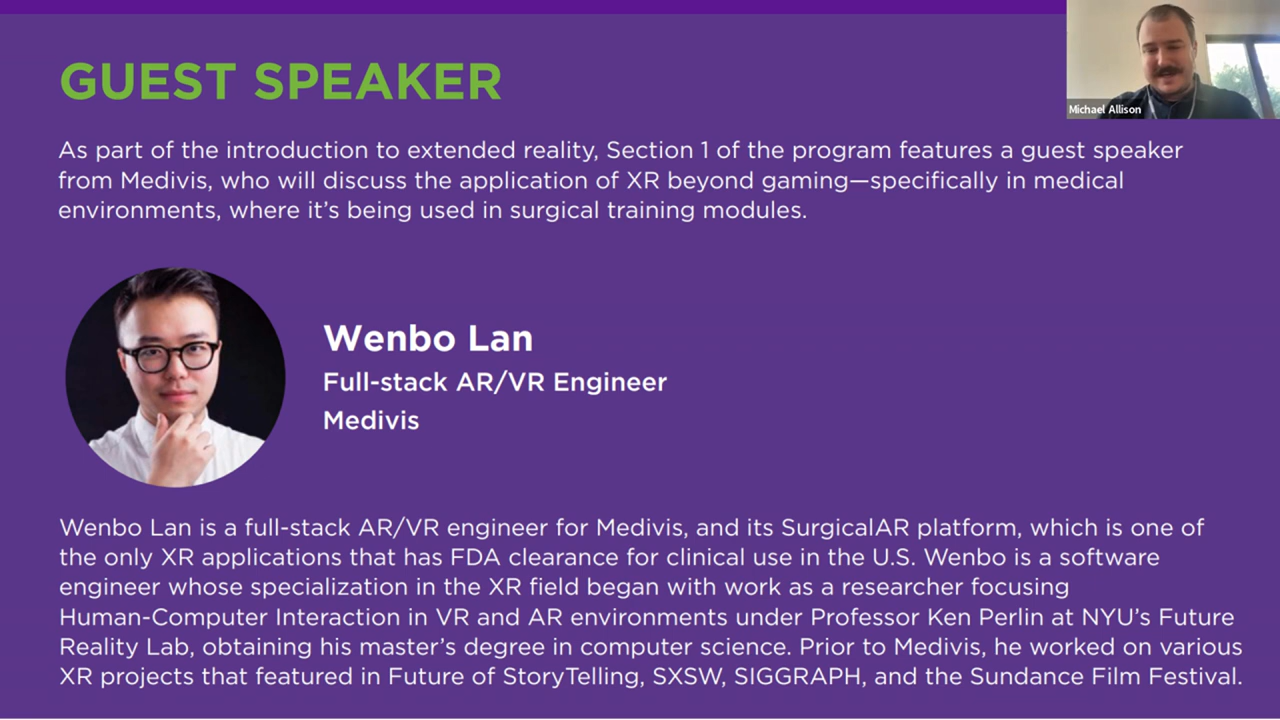 GUEST SPEAKER
Michael Allison
As part of the introduction to extended reality, Section 1 of the program features a guest speaker
from Medivis, who will discuss the application of XR beyond gaming—specifically in medical
environments, where it’s being used in surgical training modules.
Wenbo Lan
Full-stack AR/VR Engineer
Medivis
Wenbo Lan is a full-stack AR/VR engineer for Medivis, and its SurgicalAR platform, which is one of
the only XR applications that has FDA clearance for clinical use in the U.S. Wenbo is a software
engineer whose specialization in the XR field began with work as a researcher focusing
Human-Computer Interaction in VR and AR environments under Professor Ken Perlin at NYU’s Future
Reality Lab, obtaining his master’s degree in computer science. Prior to Medivis, he worked on various
XR projects that featured in Future of StoryTelling, SXSW, SIGGRAPH, and the Sundance Film Festival.